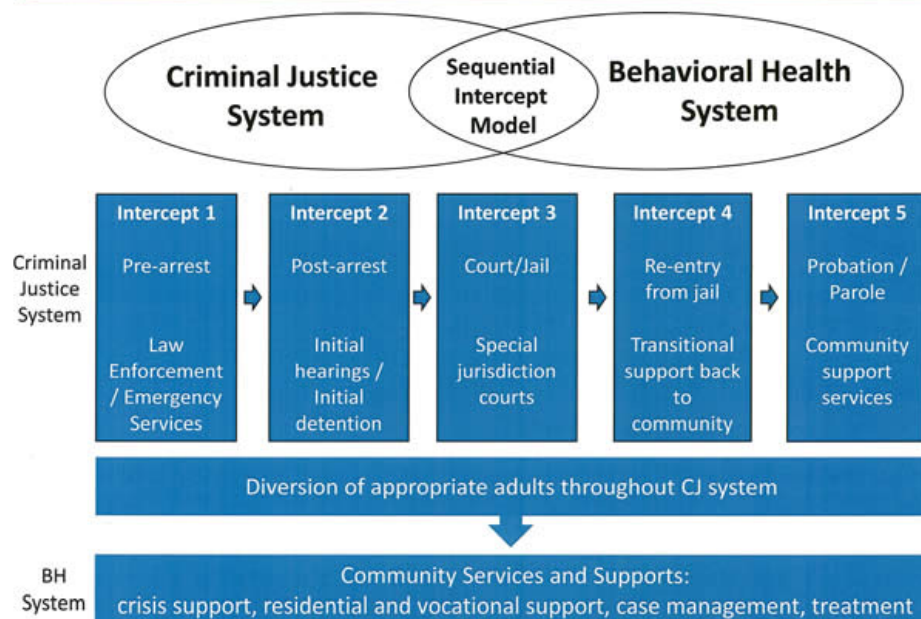 Criminal Justice
System
Sequential
Intercept
Model
Behavioral Health
System
Criminal
Justice
System
Intercept 1
Pre-arrest
Law
Enforcement
/ Emergency
Services
Intercept 2
Post-arrest
Initial
hearings /
Initial
detention
Intercept 3
Court/Jail
Special
jurisdiction
courts
Intercept 4
Re-entry
from jail
Transitional
support back
to
community
Intercept 5
Probation /
Parole
Community
support
services
Diversion of appropriate adults throughout CJ system
BH
System
Community Services and Supports:
crisis support, residential and vocational support, case management, treatment